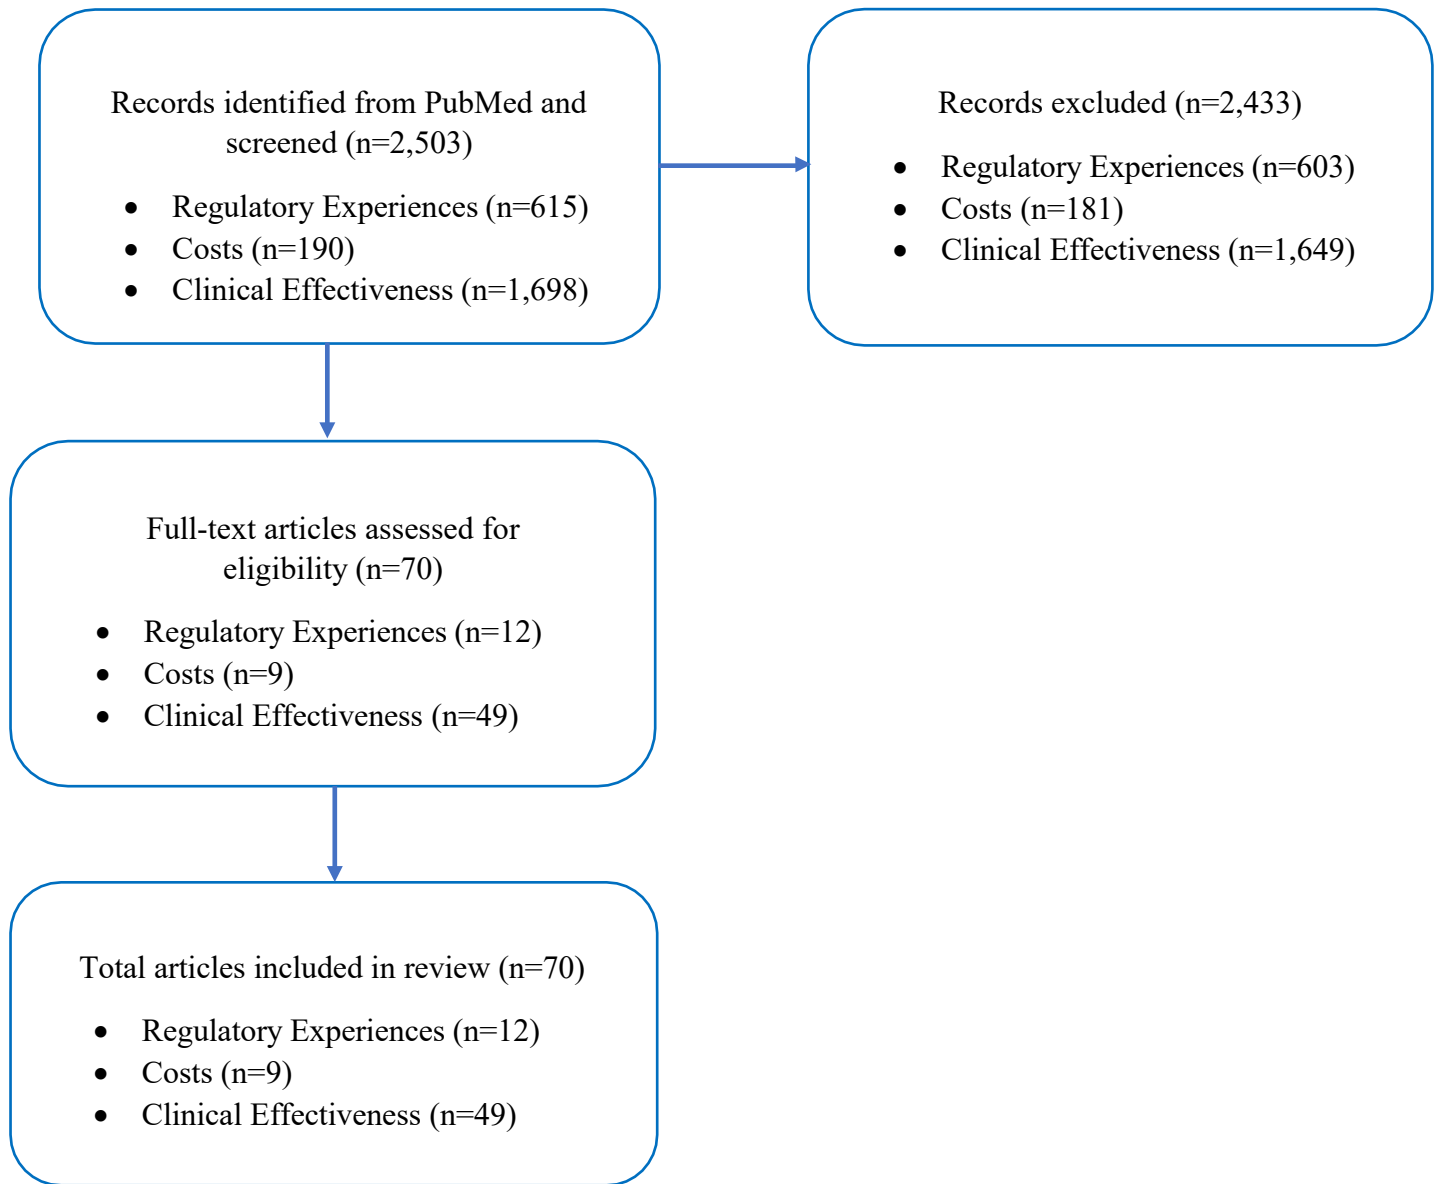 Records identified from PubMed and
screened (n=2,503)
• Regulatory Experiences (n=615)
• Costs (n=190)
• Clinical Effectiveness (n=1,698)
Records excluded (n=2,433)
• Regulatory Experiences (n=603)
• Costs (n=181)
• Clinical Effectiveness (n=1,649)
Full-text articles assessed for
eligibility (n=70)
• Regulatory Experiences (n=12)
• Costs (n=9)
• Clinical Effectiveness (n=49)
Total articles included in review (n=70)
• Regulatory Experiences (n=12)
• Costs (n=9)
• Clinical Effectiveness (n=49)